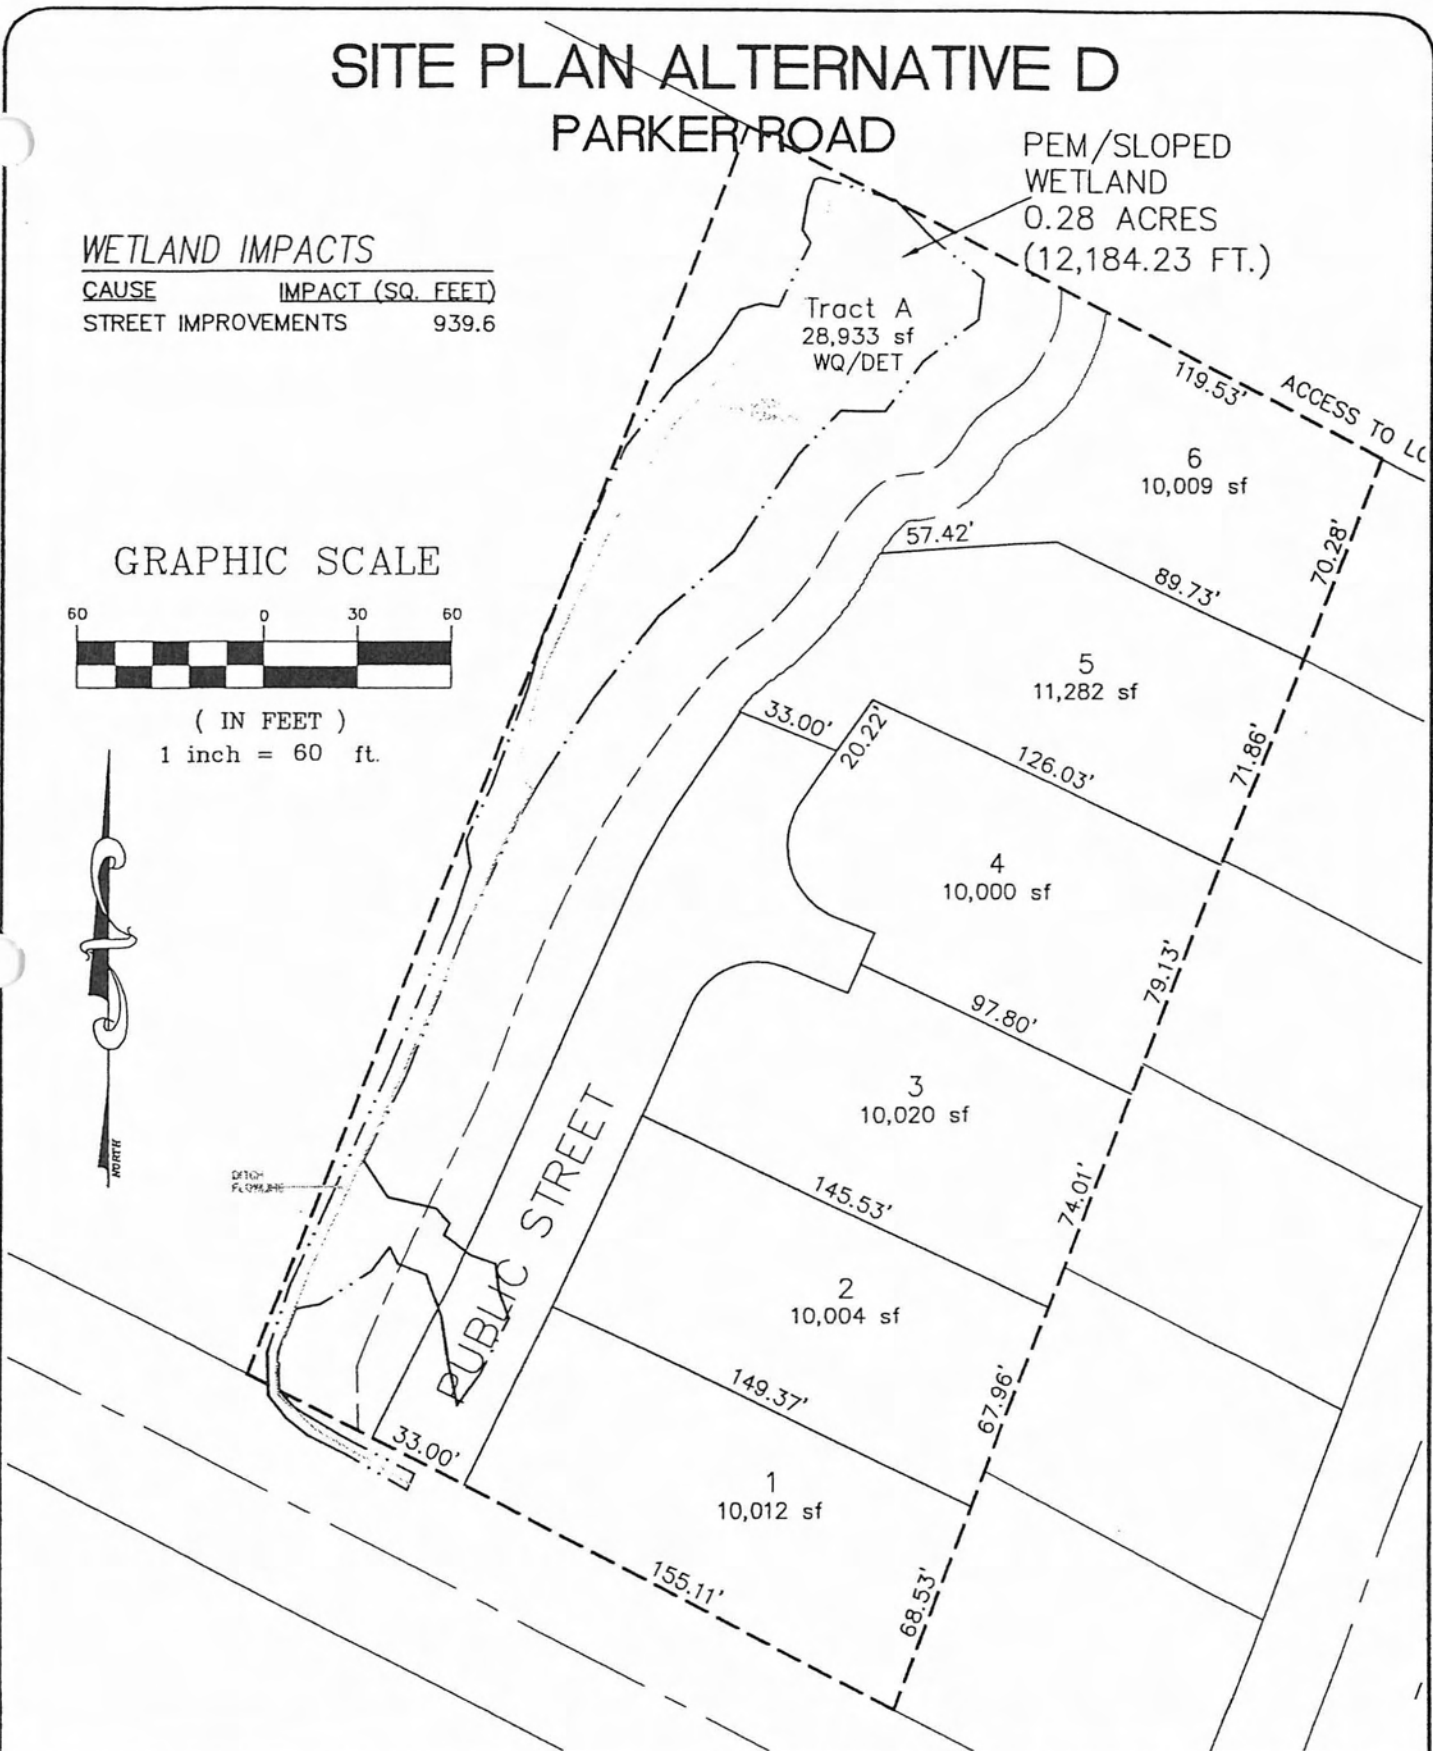 SITE PLAN ALTERNATIVE D
PARKER ROAD
PEM/SLOPED
WETLAND
0.28 ACRES
(12,184.23 FT.)
WETLAND IMPACTS
CAUSE IMPACT (SQ. FEET)
STREET IMPROVEMENTS 939.6
Tract A
28,933 sf
WQ/DET
119.53'
ACCESS TO
6
10,009 sf
57.42'
70.28'
89.73'
GRAPHIC SCALE
60 0 30 60
( IN FEET )
1 inch = 60 ft.
5
11,282 sf
33.00'
20.22'
71.86'
126.03'
4
10,000 sf
79.13'
97.80'
3
10,020 sf
NORTH
DITCH
PUBLIC STREET
145.53'
74.01'
2
10,004 sf
149.37'
67.96'
33.00'
1
10,012 sf
155.11'
68.53'